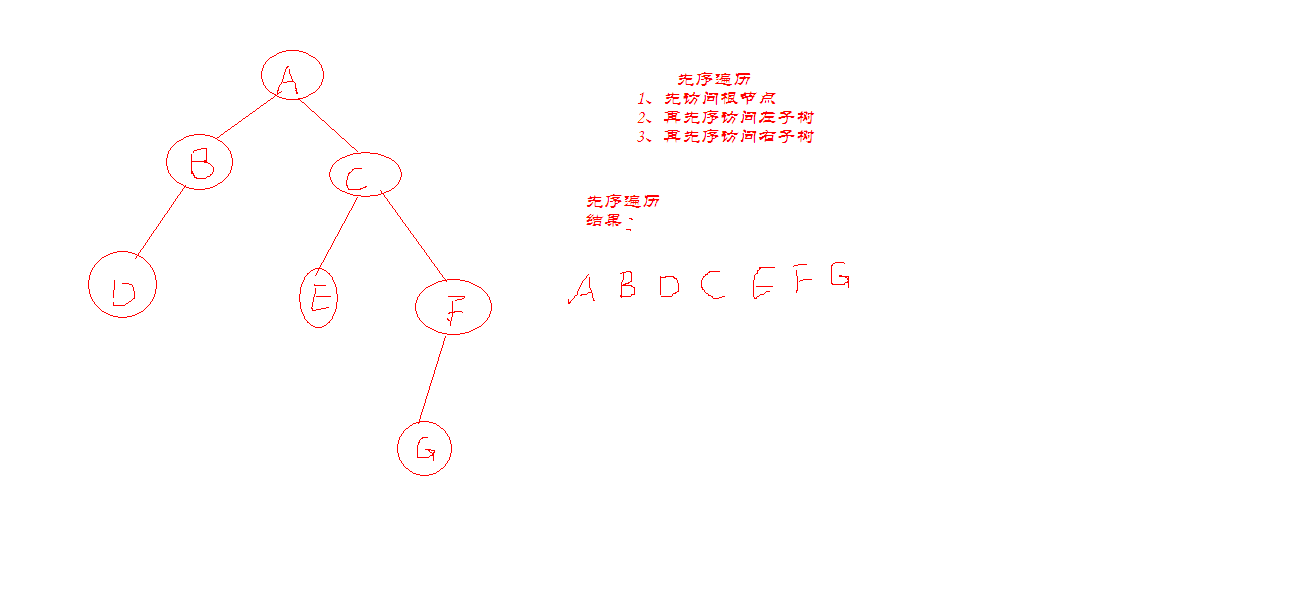 A
B
C
D
E
F
G
先序遍历
1、先访问根节点
2、再先序访问左子树
3、再先序访问右子树
先序遍历
结果：
A B D C E F G